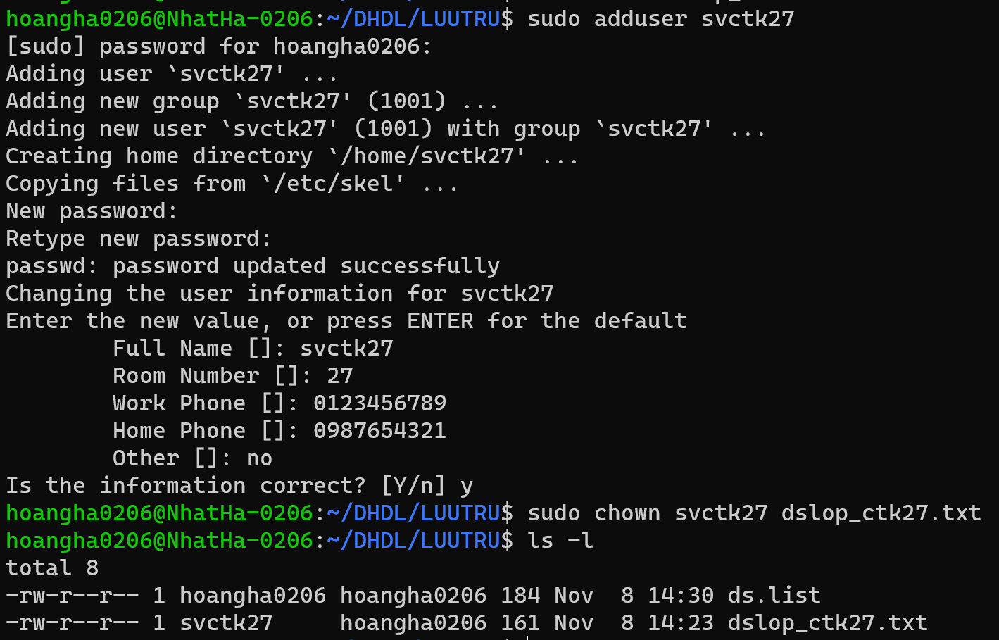 hoangha0206@NhatHa-0206:~/DHDL/LUUTRU$ sudo adduser svctk27
[sudo] password for hoangha0206:
Adding user `svctk27' ...
Adding new group `svctk27' (1001) ...
Adding new user `svctk27' (1001) with group `svctk27' ...
Creating home directory `/home/svctk27' ...
Copying files from `/etc/skel' ...
New password:
Retype new password:
passwd: password updated successfully
Changing the user information for svctk27
Enter the new value, or press ENTER for the default
        Full Name []: svctk27
        Room Number []: 27
        Work Phone []: 0123456789
        Home Phone []: 0987654321
        Other []: no
Is the information correct? [Y/n] y
hoangha0206@NhatHa-0206:~/DHDL/LUUTRU$ sudo chown svctk27 dslop_ctk27.txt
hoangha0206@NhatHa-0206:~/DHDL/LUUTRU$ ls -l
total 8
-rw-r--r-- 1 hoangha0206 hoangha0206 184 Nov  8 14:30 ds.list
-rw-r--r-- 1 svctk27     hoangha0206 161 Nov  8 14:23 dslop_ctk27.txt